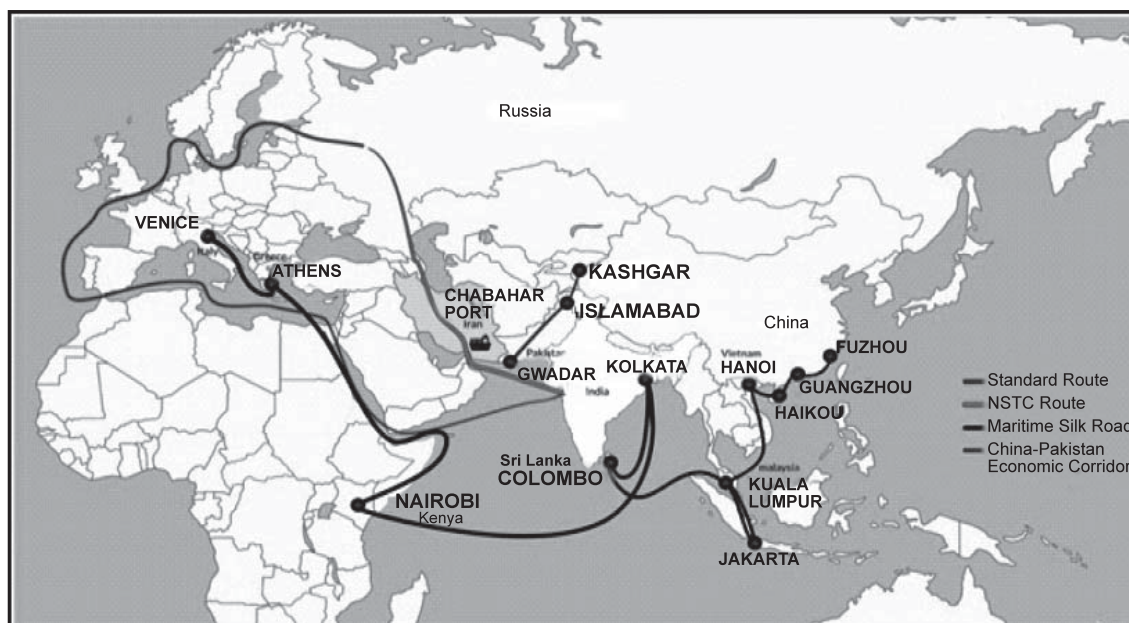 Russia
VENICE
Italy
Greece
ATHENS
KASHGAR
CHABAHAR
PORT
Iran
ISLAMABAD
China
Pakistan
GWADAR
KOLKATA
India
Vietnam
HANOI
FUZHOU
GUANGZHOU
HAIKOU
Sri Lanka
COLOMBO
malaysia
KUALA
LUMPUR
NAIROBI
Kenya
JAKARTA
Standard Route
NSTC Route
Maritime Silk Road
China-Pakistan
Economic Corridor